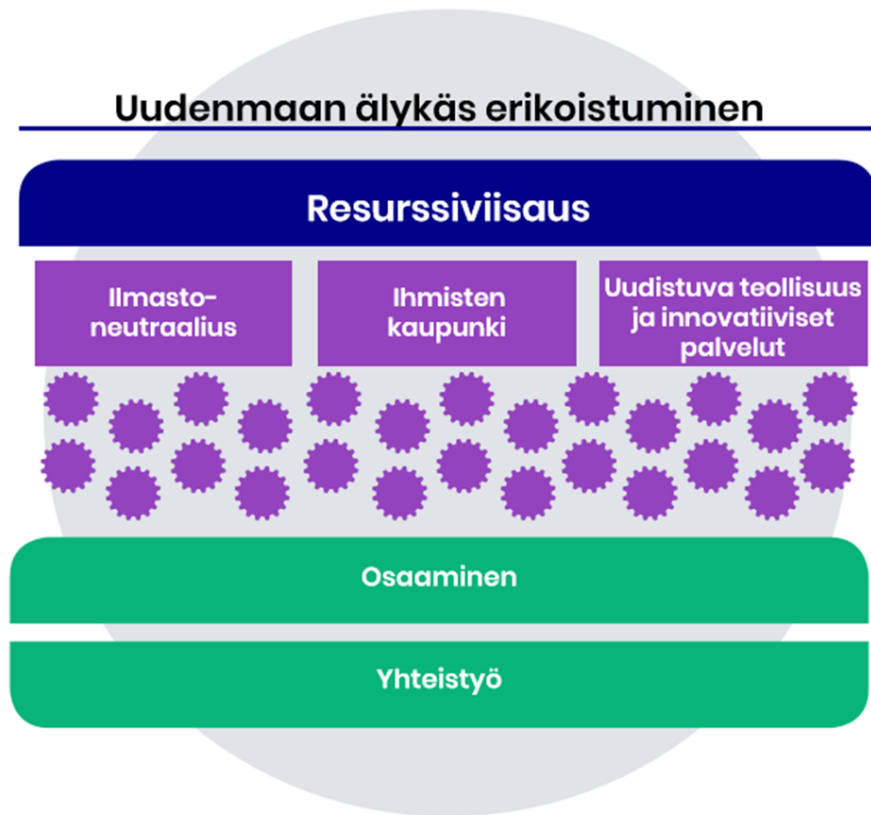 Uudenmaan älykäs erikoistuminen
Resurssiviisaus
Ilmasto-
neutraalius
Ihmisten
kaupunki
Uudistuva teollisuus
ja innovatiiviset
palvelut
Osaaminen
Yhteistyö